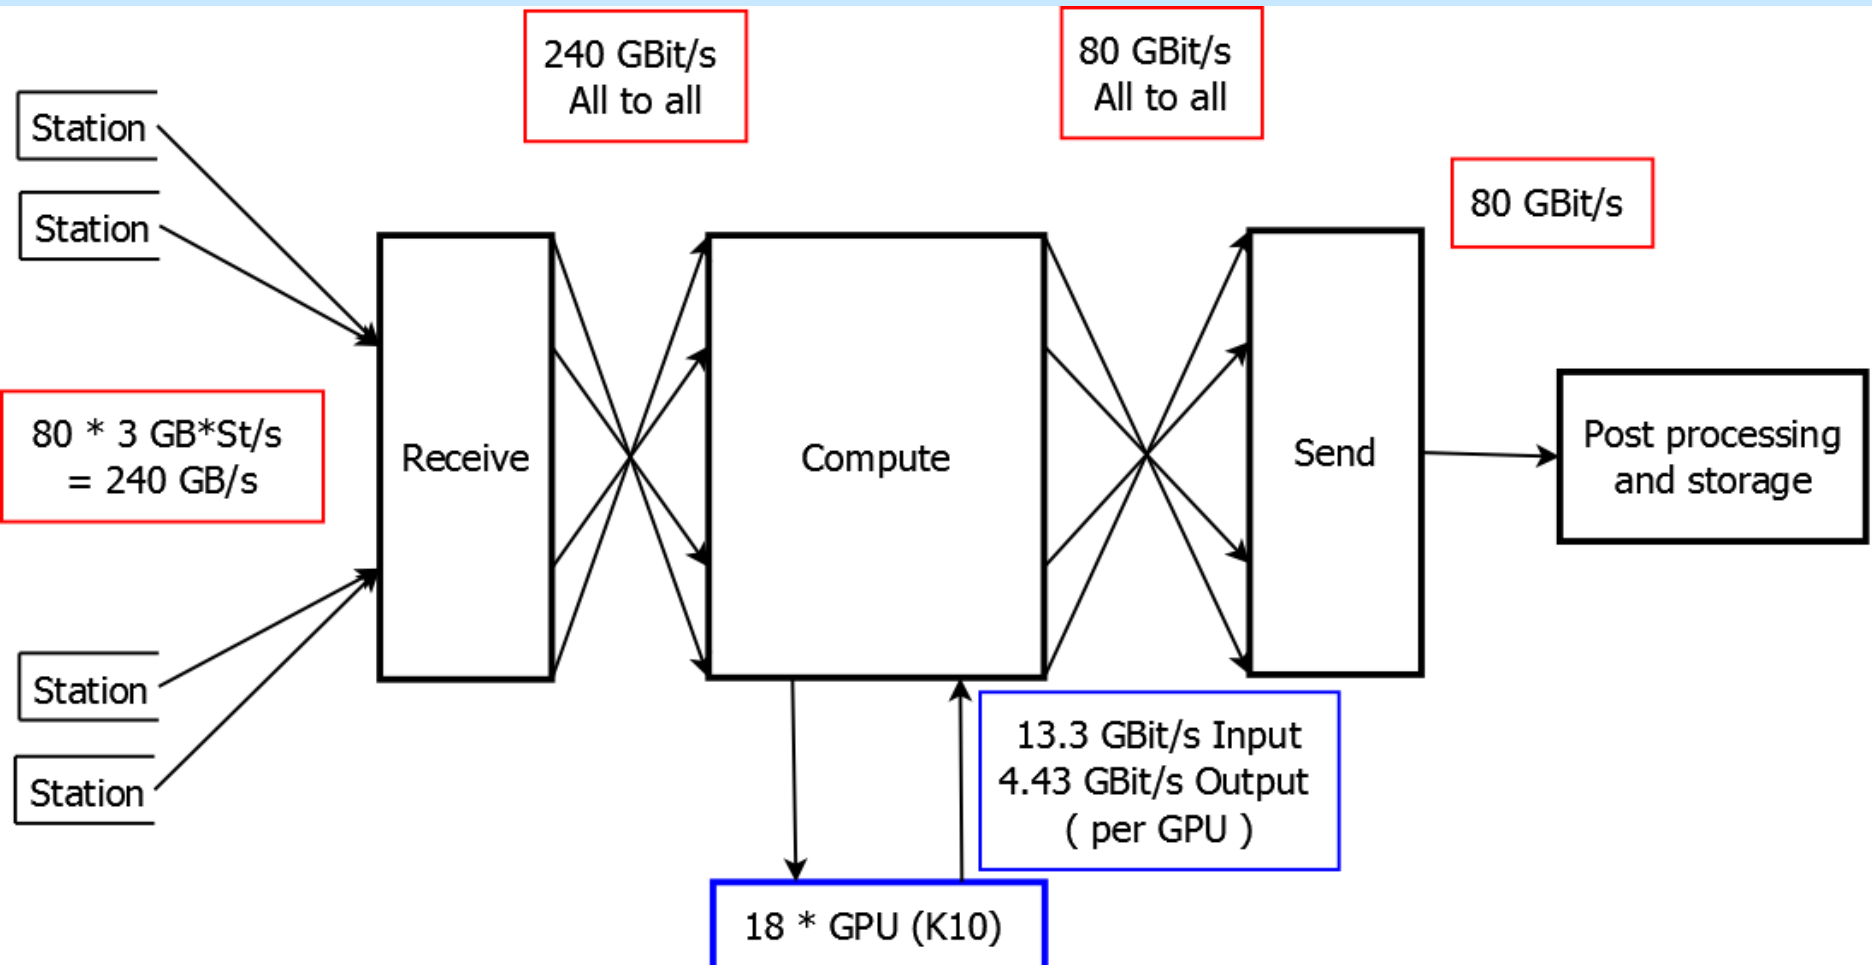 240 GBit/s
All to all
80 GBit/s
All to all
Station
Station
80 GBit/s
80 * 3 GB*St/s
= 240 GB/s
Receive
Compute
Send
Post processing
and storage
Station
Station
13.3 GBit/s Input
4.43 GBit/s Output
( per GPU )
18 * GPU (K10)